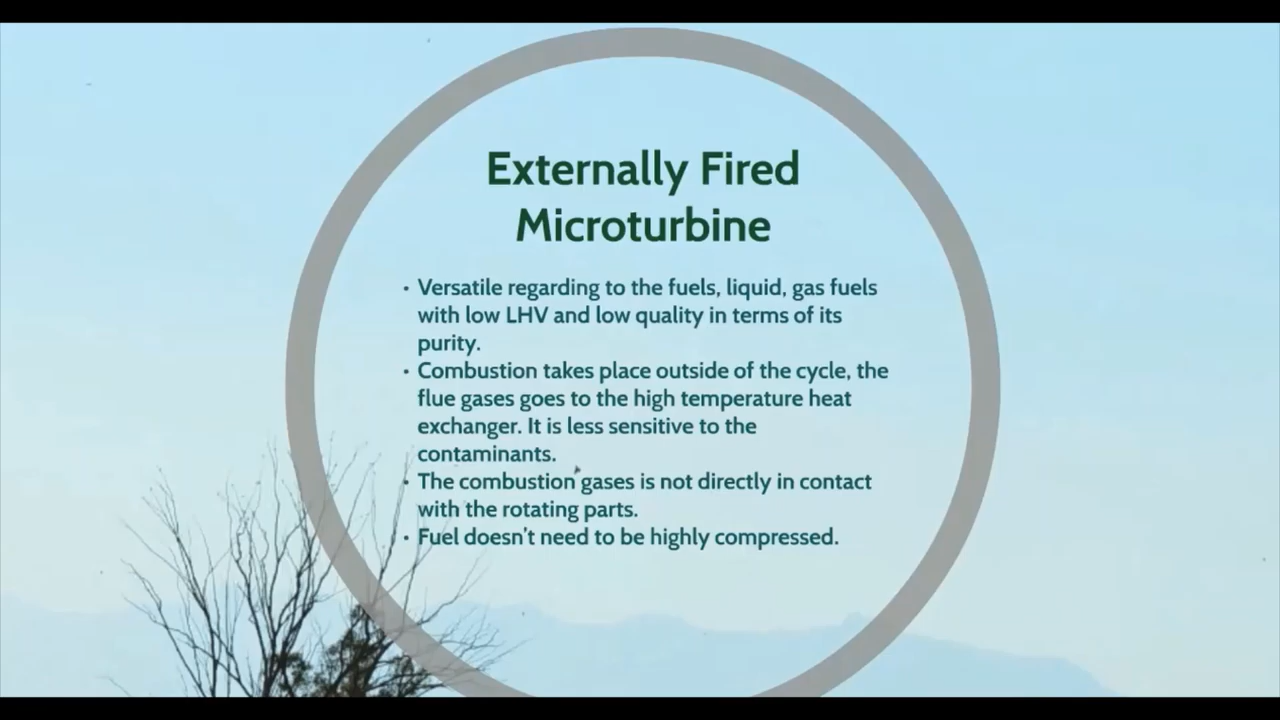 Externally Fired
Microturbine
• Versatile regarding to the fuels, liquid, gas fuels
with low LHV and low quality in terms of its
purity.
• Combustion takes place outside of the cycle, the
flue gases goes to the high temperature heat
exchanger. It is less sensitive to the
contaminants.
• The combustion gases is not directly in contact
with the rotating parts.
• Fuel doesn't need to be highly compressed.